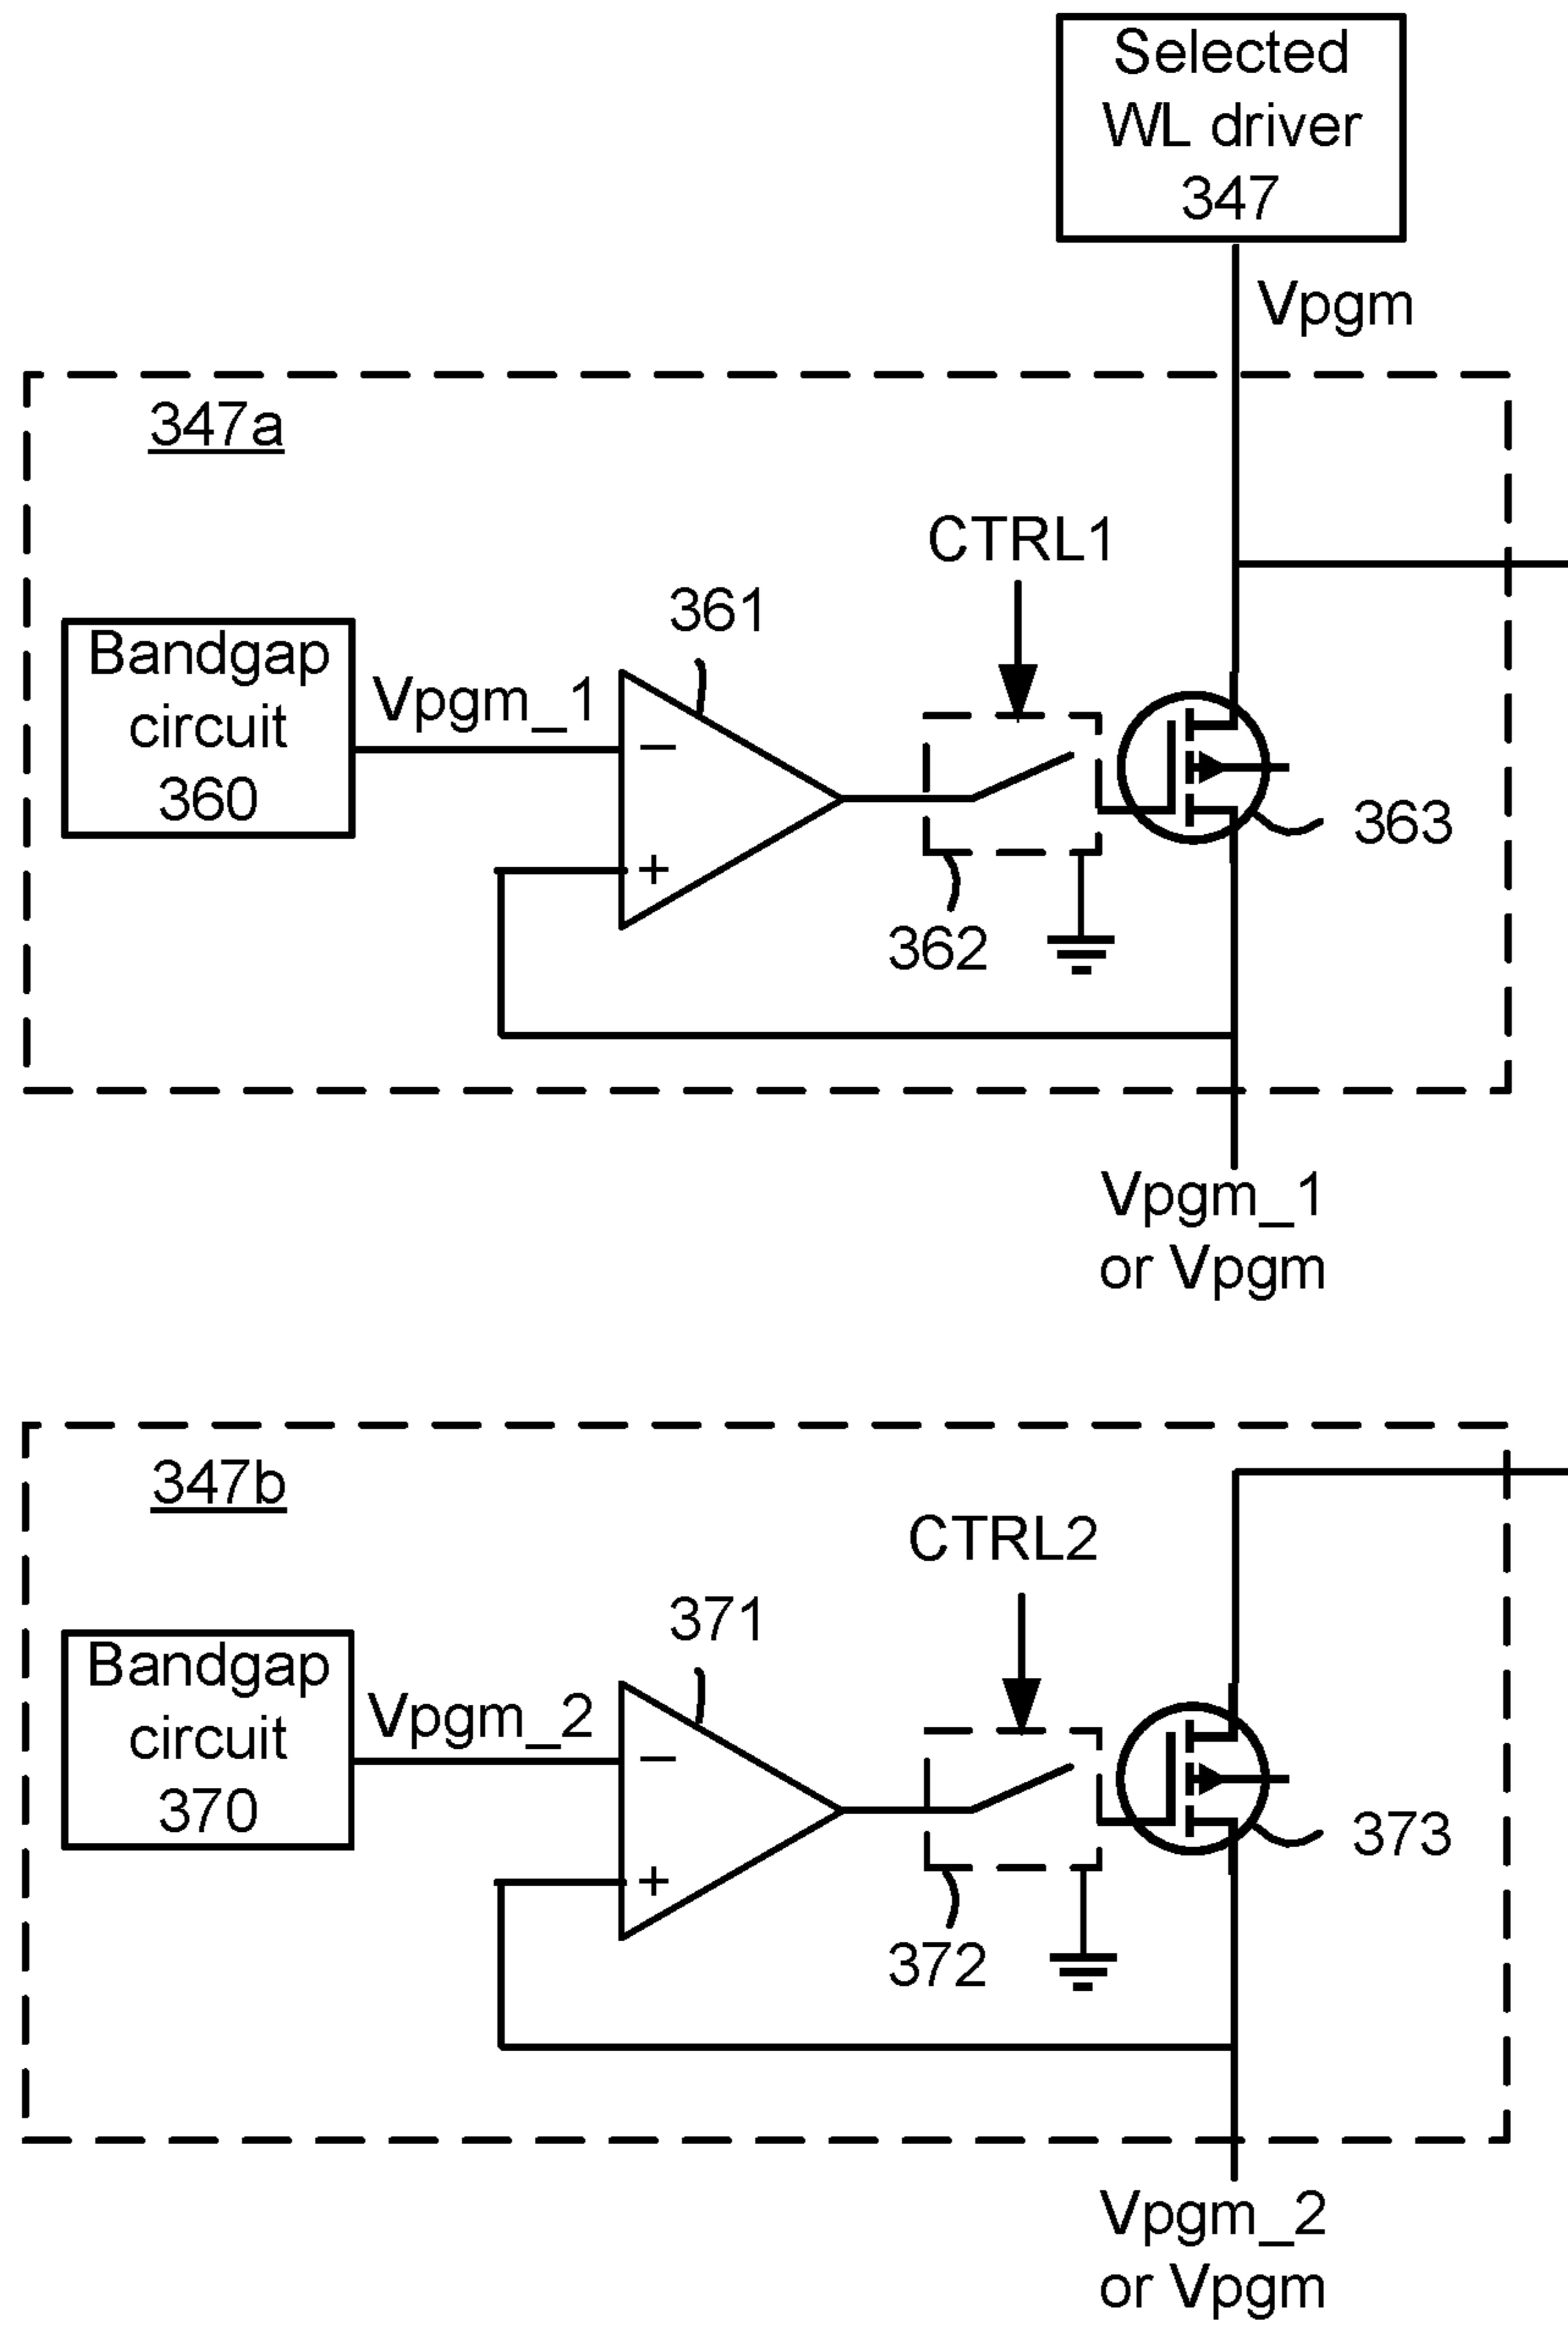 Selected
WL driver
347
Vpgm
347a
CTRL1
361
Bandgap
circuit
360
Vpgm_1
−
+
363
362
Vpgm_1
or Vpgm
347b
CTRL2
371
Bandgap
circuit
370
Vpgm_2
−
+
373
372
Vpgm_2
or Vpgm